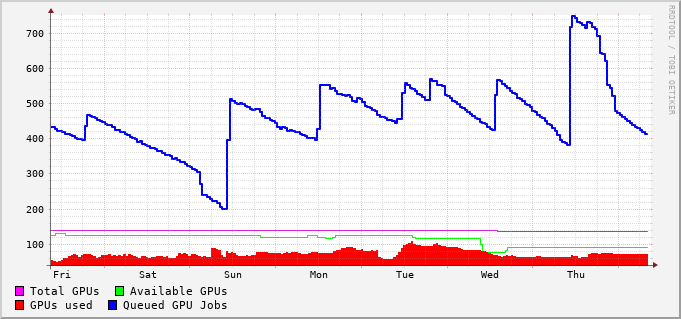 700
600
500
400
300
200
100
Fri Sat Sun Mon Tue Wed Thu
Total GPUs Available GPUs
GPUs used Queued GPU Jobs
RRDTOOL / TOBI OETIKER